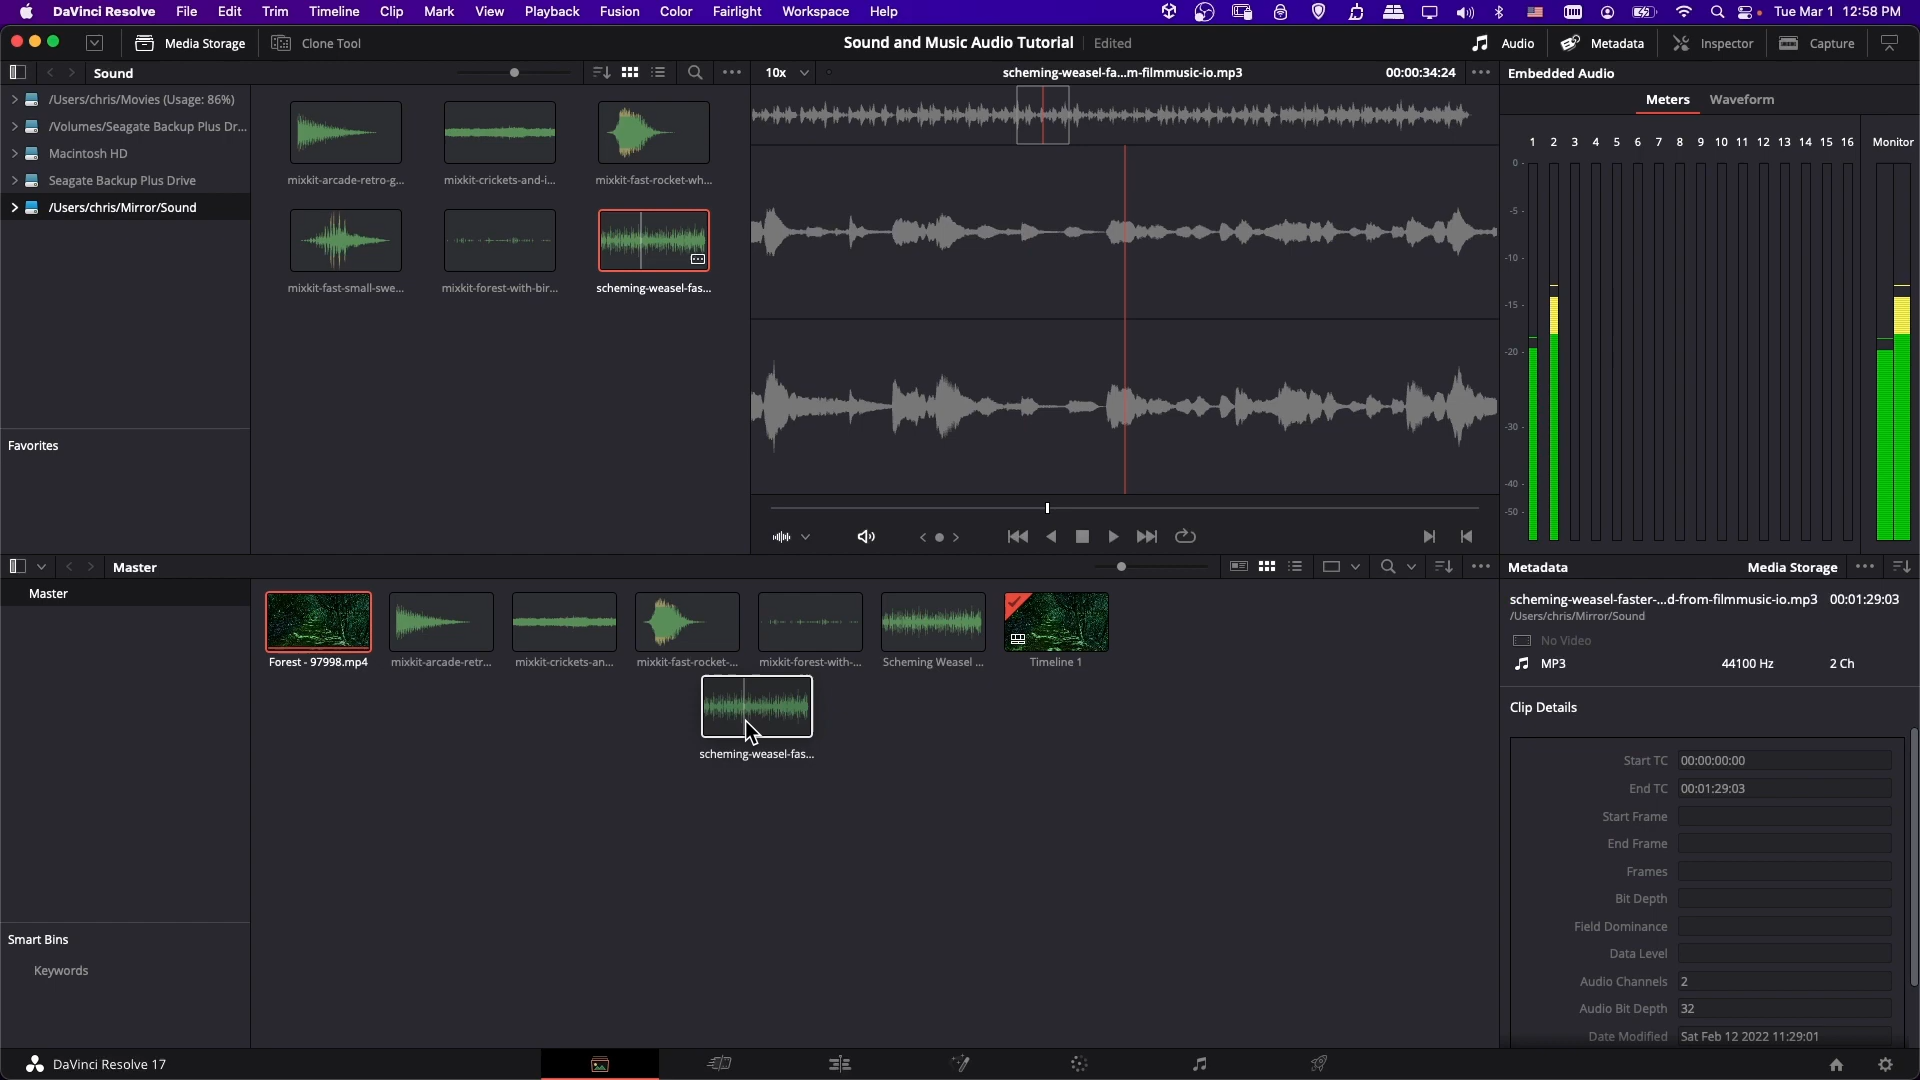 DaVinci Resolve File Edit Trim Timeline Clip Mark View Playback Fusion Color Fairlight Workspace Help Tue Mar 1 12:58 PM
Media Storage Clone Tool Sound and Music Audio Tutorial Edited Audio Metadata Inspector Capture
Sound 10x scheming-weasel-fa...m-filmmusic-io.mp3 00:00:34:24 Embedded Audio
/Users/chris/Movies (Usage: 86%)
/Volumes/Seagate Backup Plus Dr...
Macintosh HD
Seagate Backup Plus Drive
/Users/chris/Mirror/Sound
mixkit-arcade-retro-g... mixkit-crickets-and-i... mixkit-fast-rocket-wh...
mixkit-fast-small-swe... mixkit-forest-with-bir... scheming-weasel-fas...
Meters Waveform
1 2 3 4 5 6 7 8 9 10 11 12 13 14 15 16 Monitor
0
-5
-10
-15
-20
-30
-40
-50
Favorites
Master
Master
Forest - 97998.mp4 mixkit-arcade-retr... mixkit-crickets-an... mixkit-fast-rocket-... mixkit-forest-with-... Scheming Weasel ... Timeline 1
scheming-weasel-fas...
Smart Bins
Keywords
Metadata Media Storage
scheming-weasel-faster-...d-from-filmmusic-io.mp3 00:01:29:03
/Users/chris/Mirror/Sound
No Video
MP3 44100 Hz 2 Ch
Clip Details
Start TC 00:00:00:00
End TC 00:01:29:03
Start Frame
End Frame
Frames
Bit Depth
Field Dominance
Data Level
Audio Channels 2
Audio Bit Depth 32
Date Modified Sat Feb 12 2022 11:29:01
DaVinci Resolve 17